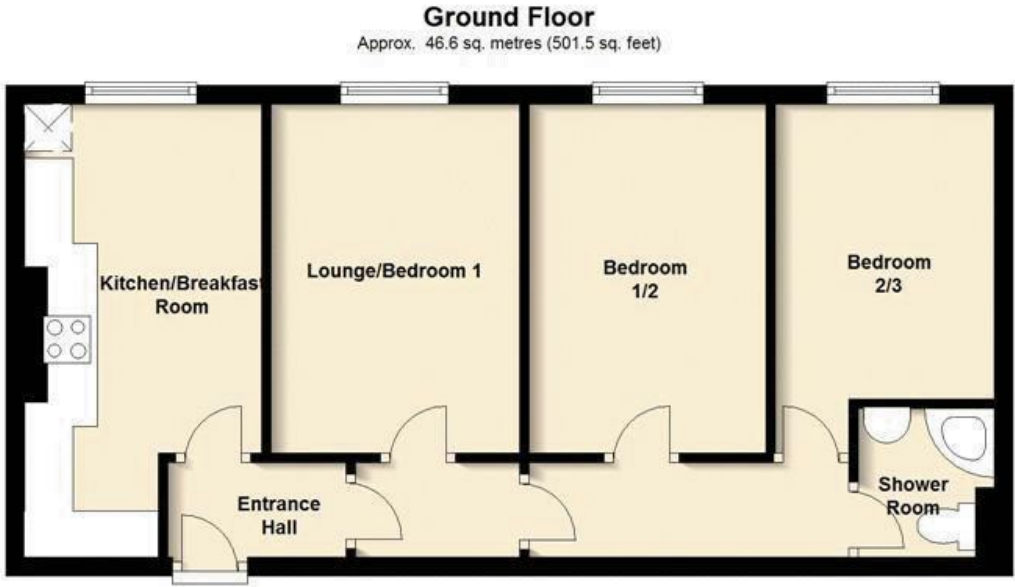 Ground Floor
Approx. 46.6 sq. metres (501.5 sq. feet)
Kitchen/Breakfast
Room
Lounge/Bedroom 1
Bedroom
1/2
Bedroom
2/3
Entrance
Hall
Shower
Room